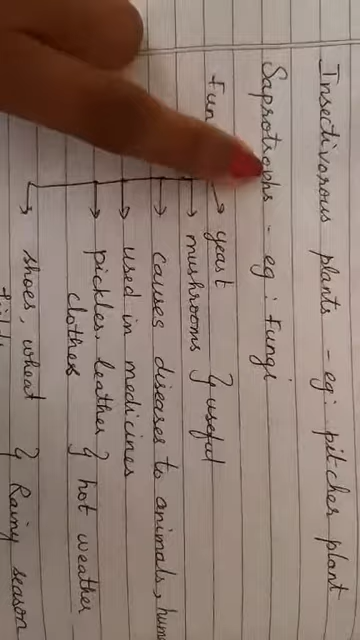 Insectivorous plants - eg: pitcher plant
Saprotrophs - eg: Fungi
Fun → yeast
→ mushrooms } useful
→ causes diseases to animals, hum
→ used in medicines
→ pickles, leather } hot weather
clothes
→ shoes, wheat } Rainy season